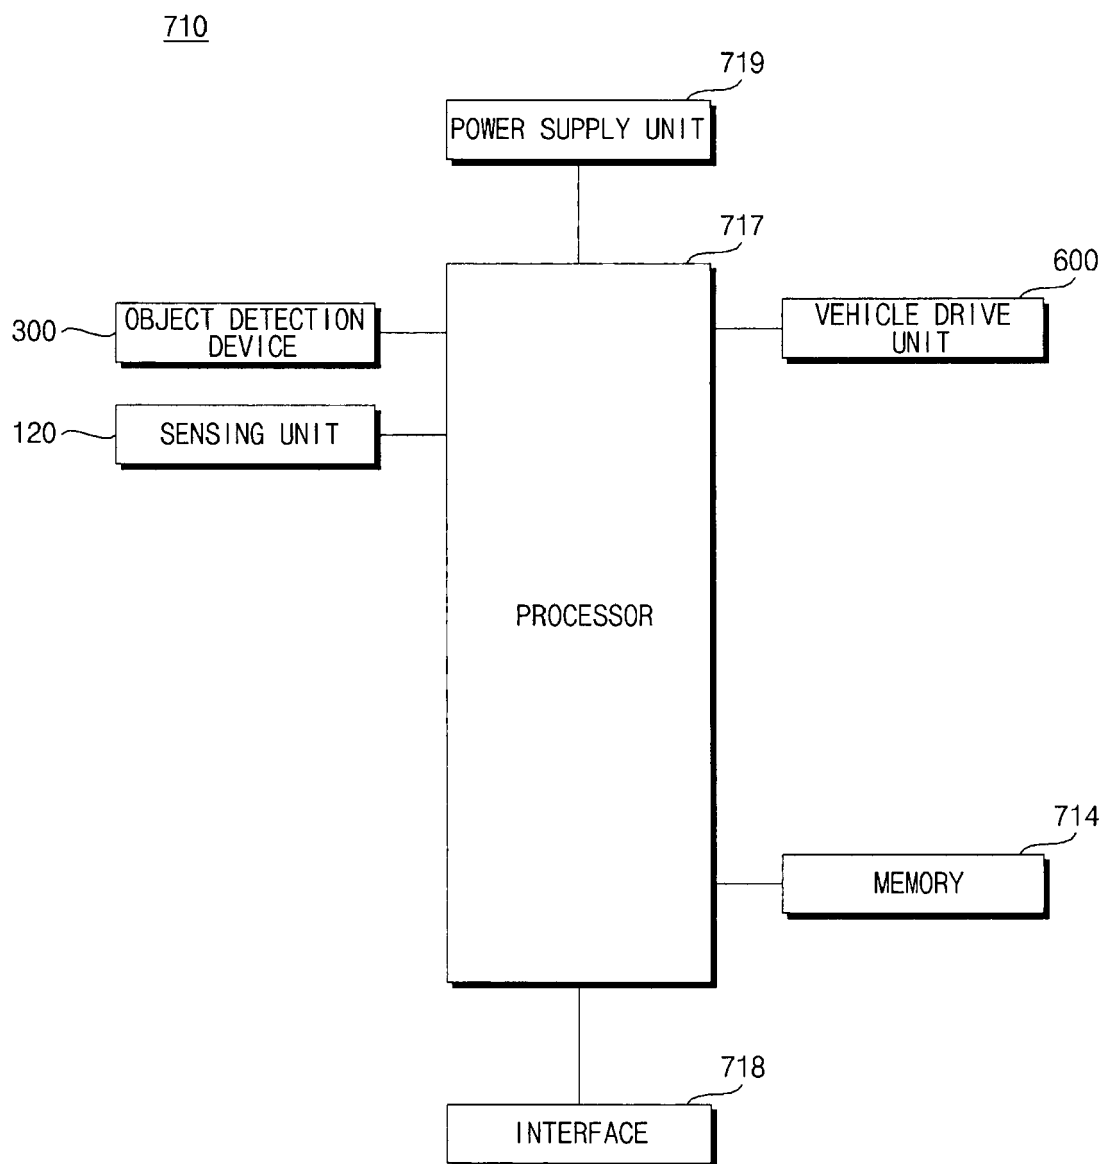 710
719
POWER SUPPLY UNIT
717
600
300
OBJECT DETECTION
DEVICE
VEHICLE DRIVE
UNIT
120
SENSING UNIT
PROCESSOR
714
MEMORY
718
INTERFACE